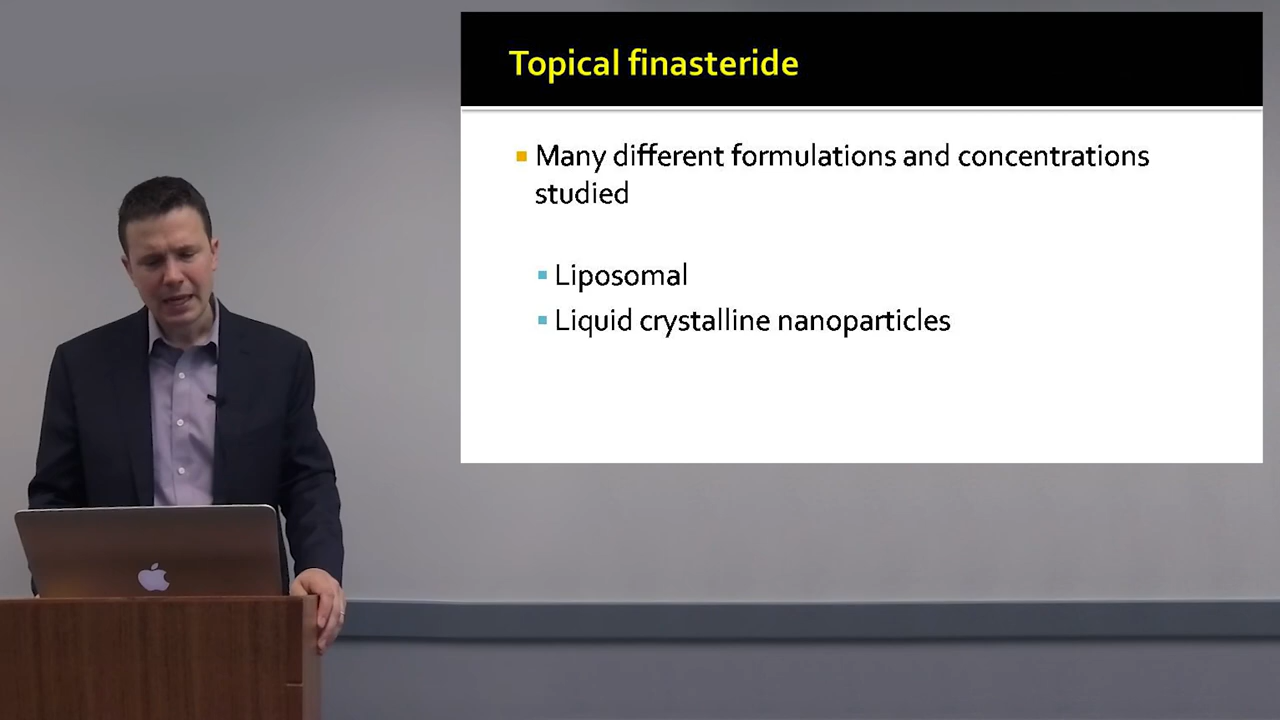 Topical finasteride
Many different formulations and concentrations
studied
Liposomal
Liquid crystalline nanoparticles